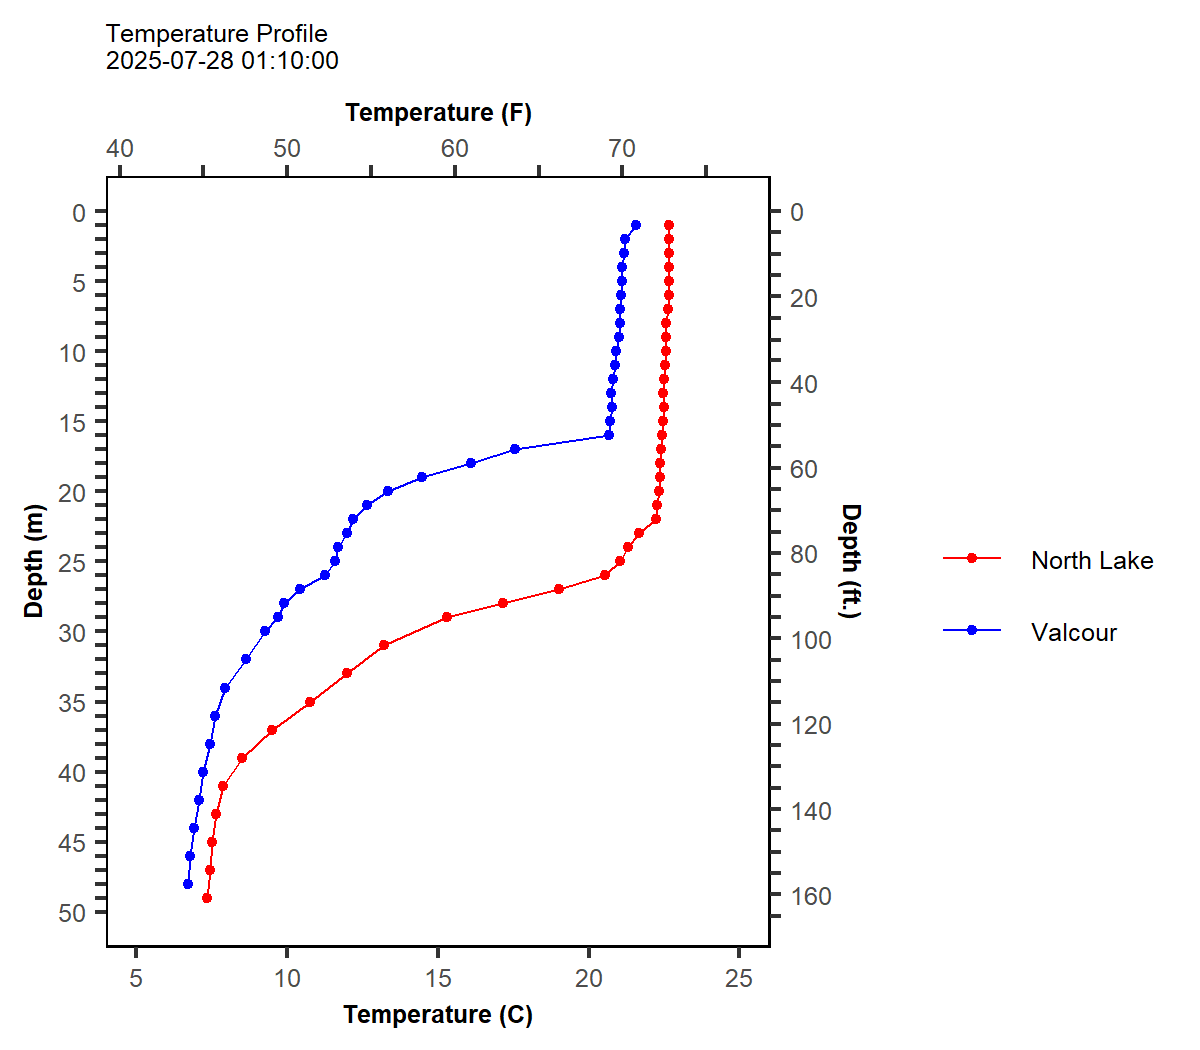 Temperature Profile
2025-07-28 01:10:00
Temperature (F)
40 50 60 70
0
5
10
15
20
25
30
35
40
45
50
Depth (m)
0
20
40
60
80
100
120
140
160
Depth (ft.)
North Lake
Valcour
5 10 15 20 25
Temperature (C)